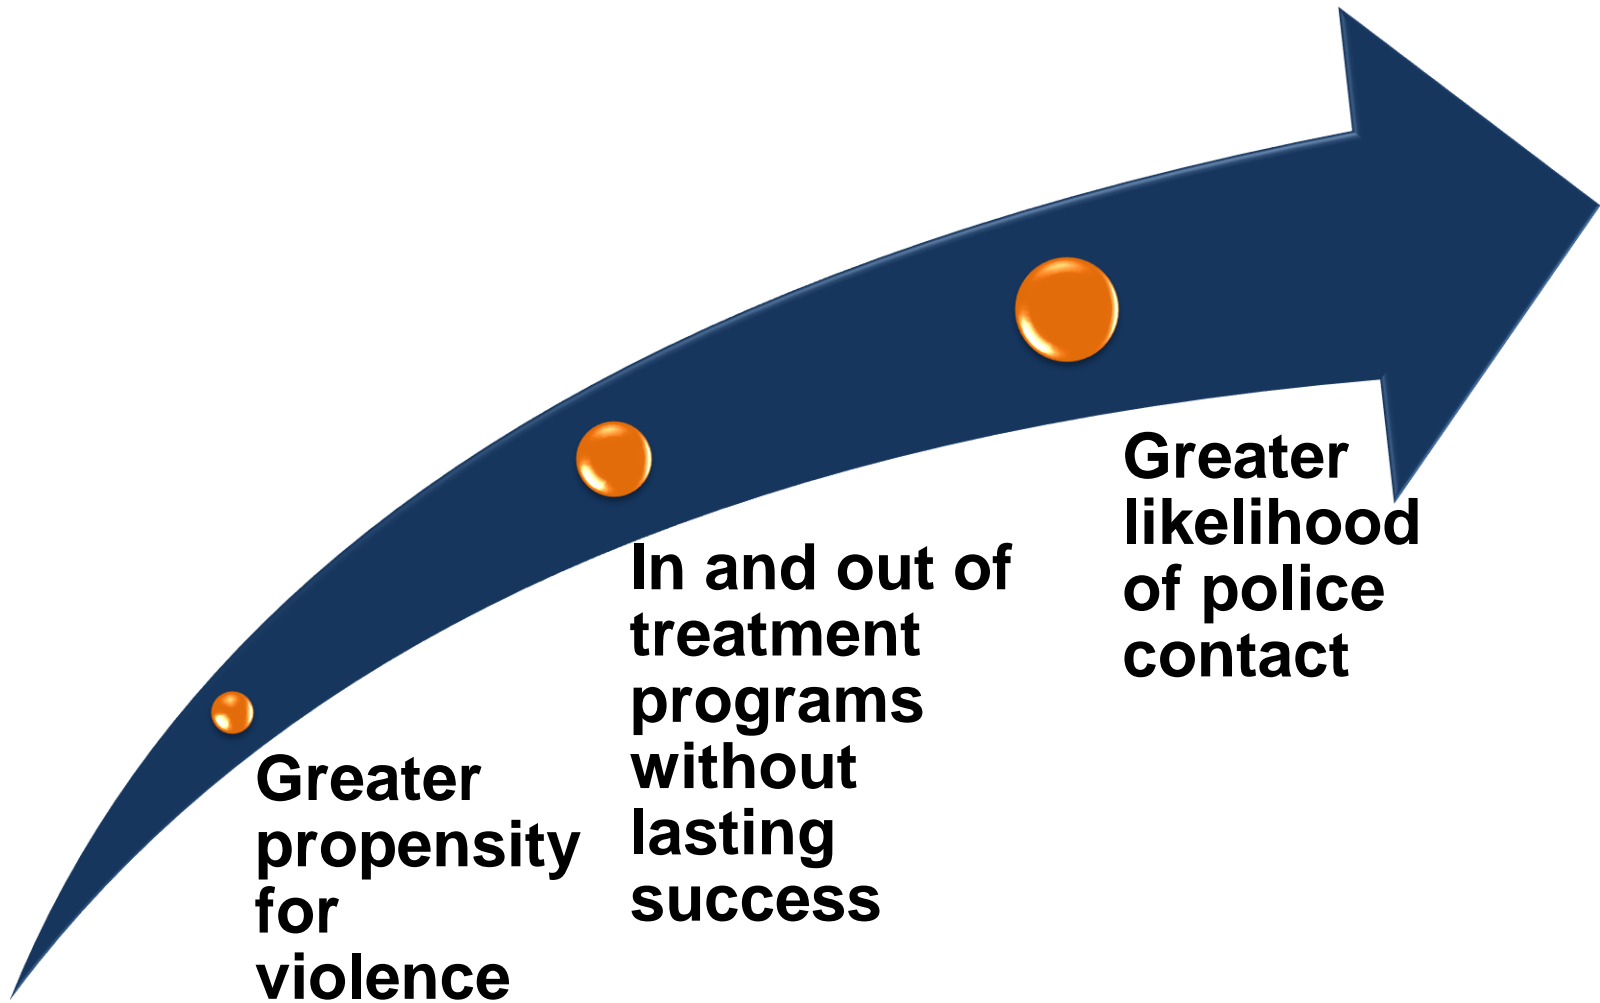 Greater
propensity
for
violence
In and out of
treatment
programs
without
lasting
success
Greater
likelihood
of police
contact